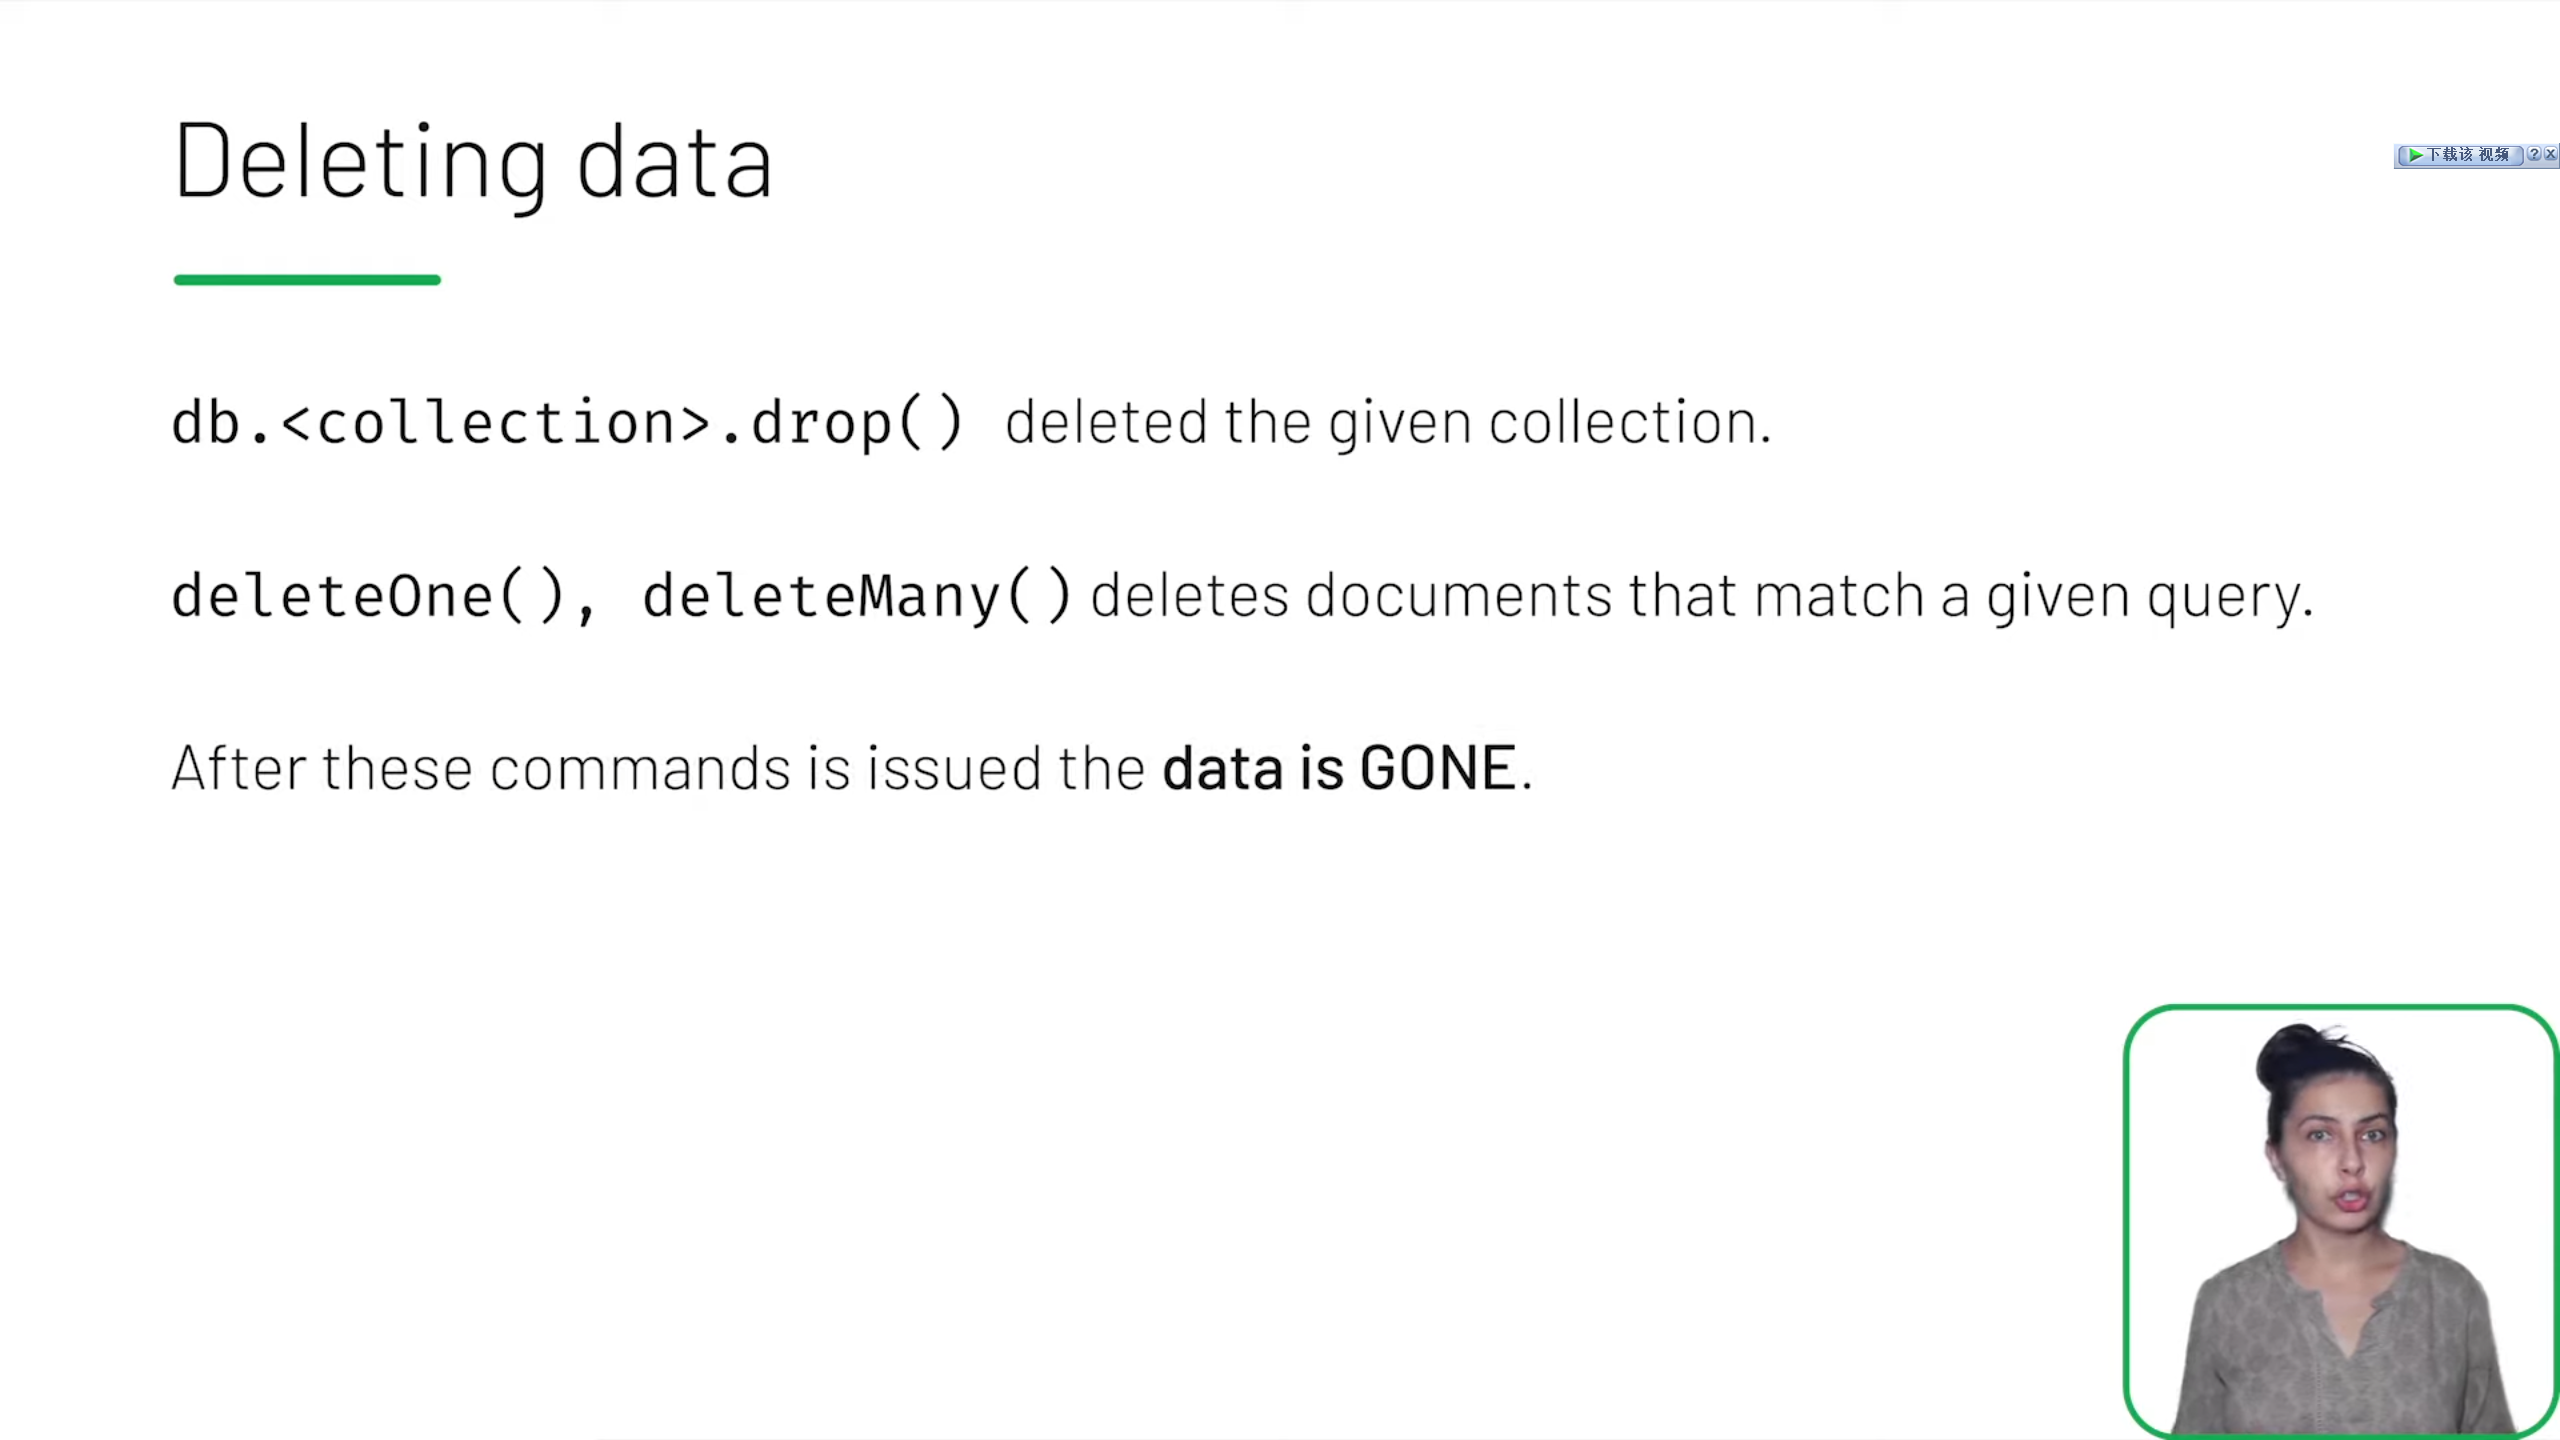 Deleting data
下载该 视频 ? x
db.<collection>.drop() deleted the given collection.
deleteOne(), deleteMany() deletes documents that match a given query.
After these commands is issued the data is GONE.